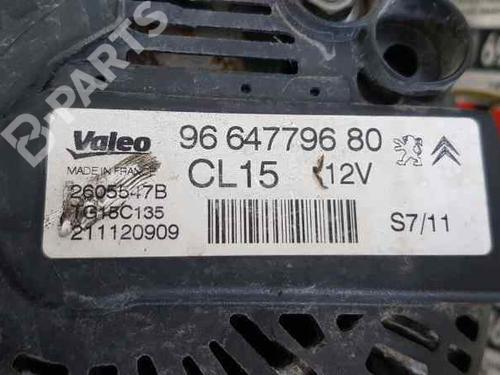 B-PARTS
Valeo
MADE IN FRANCE
96 647796 80
CL15 12V
2605547B
TG15C135
211120909
S7/11